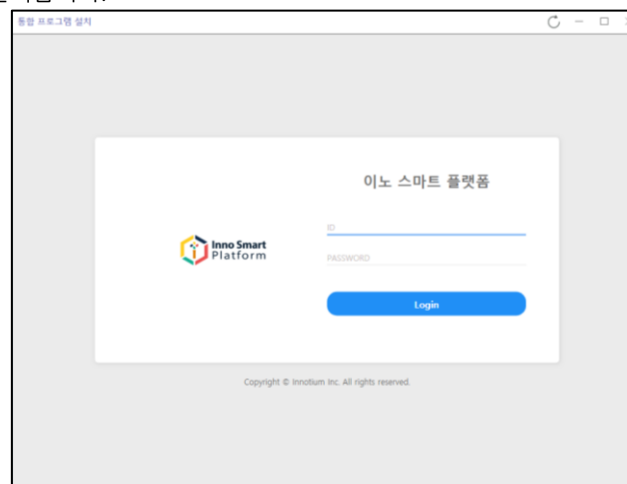 통합 프로그램 설치
이노 스마트 플랫폼
ID
Inno Smart
Platform
PASSWORD
Login
Copyright © Innotium Inc. All rights reserved.